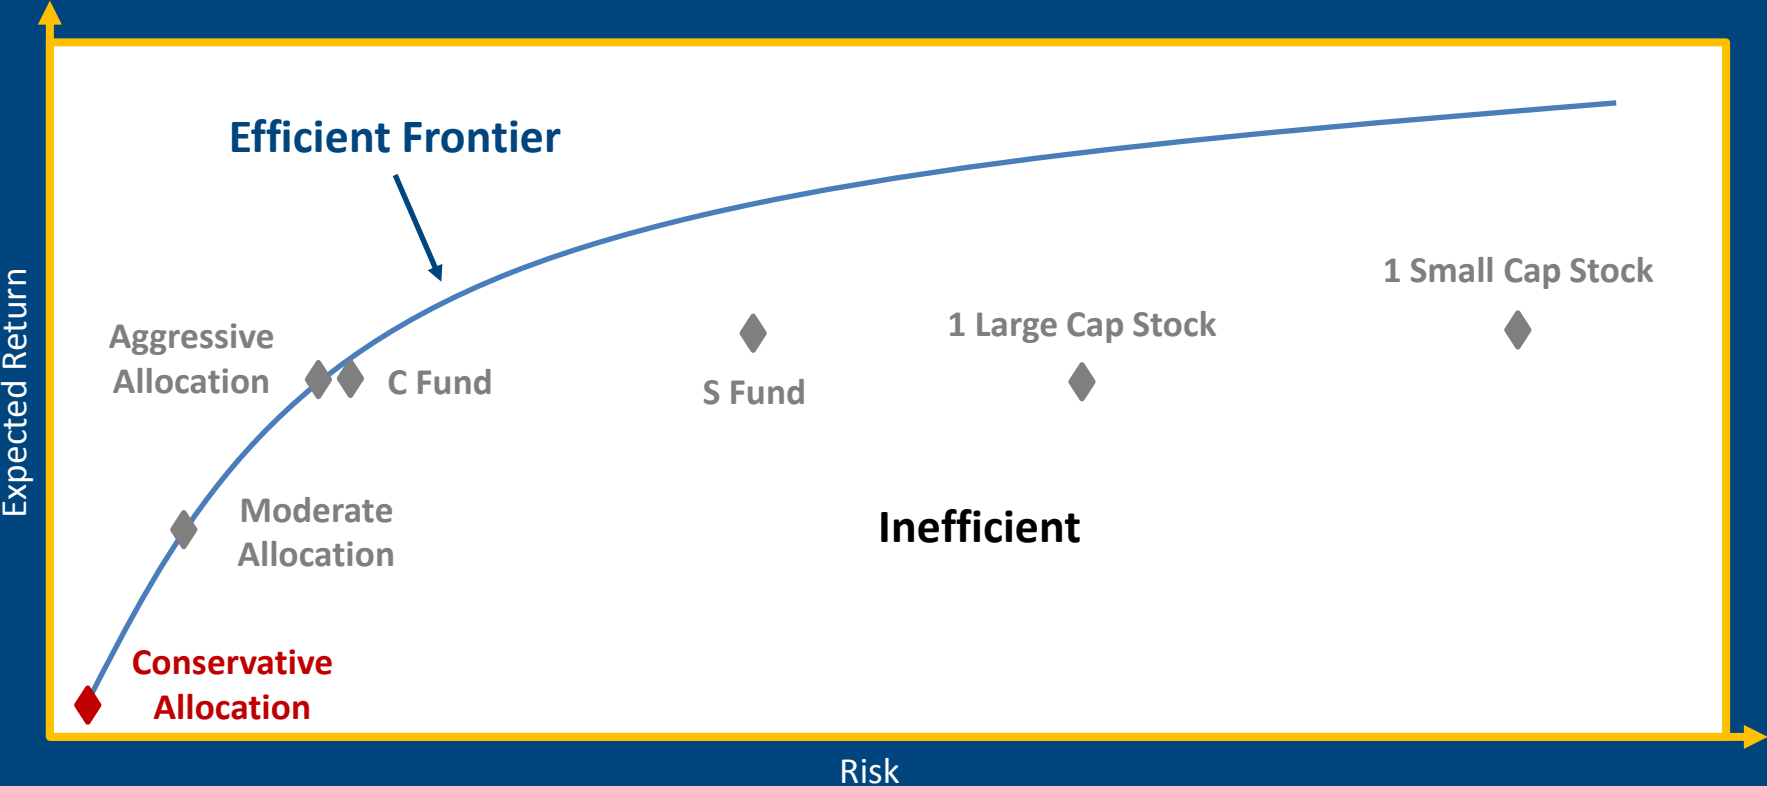 Efficient Frontier
1 Small Cap Stock
Aggressive
Allocation
C Fund
S Fund
1 Large Cap Stock
Expected Return
Moderate
Allocation
Inefficient
Conservative
Allocation
Risk